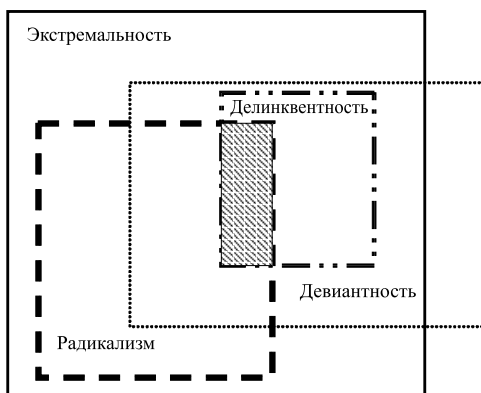 Экстремальность
Делинквентность
Девиантность
Радикализм